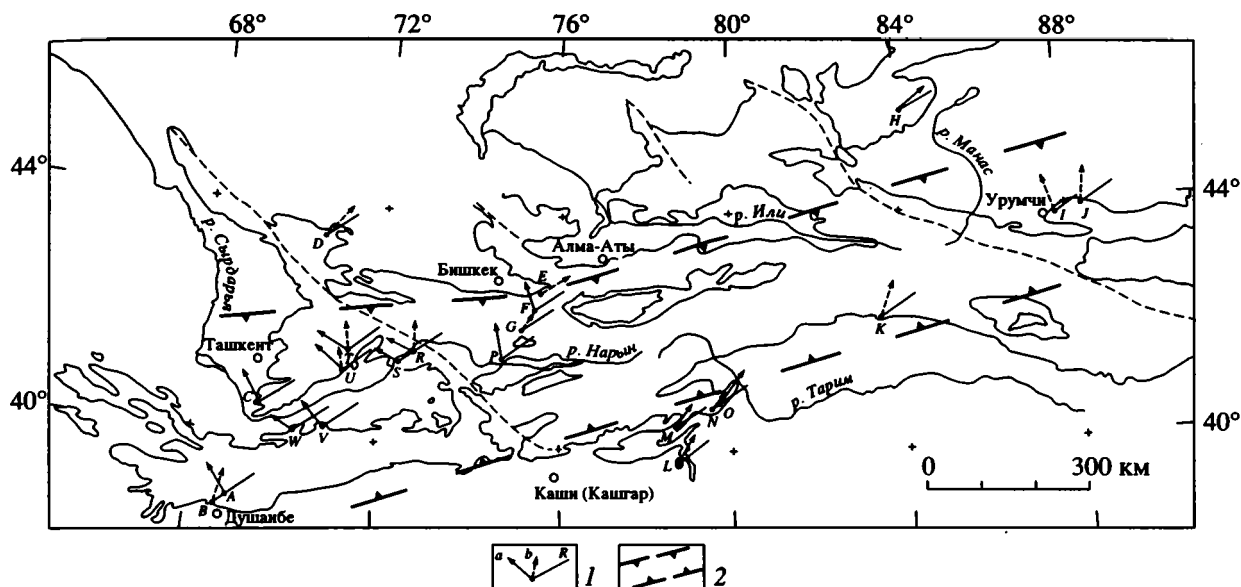 68° 72° 76° 80° 84° 88°
44° 44°
40° 40°
H
р. Манас
Урумчи
I J
р. Или
D
Алма-Аты
р. Сырдарья
Бишкек
E
F
G
K
Ташкент
U
S R
P
р. Нарын
р. Тарим
C
W V
M N O
L
A
B
Душанбе
Каши (Кашгар)
0 300 км
a b R 1 2